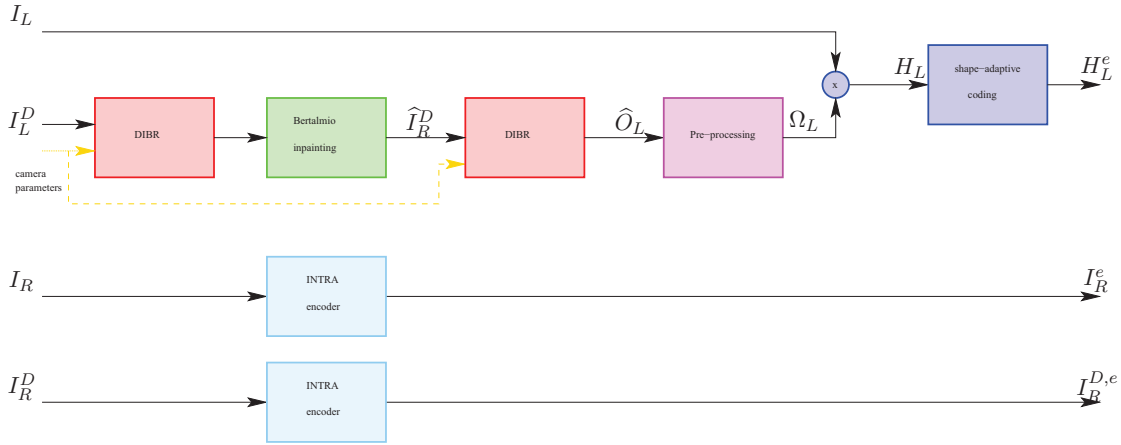 I_L
H_L
shape-adaptive
coding
H_L^e
x
I_L^D
DIBR
Bertalmio
inpainting
\widehat{I}_R^D
DIBR
\widehat{O}_L
Pre-processing
Ω_L
camera
parameters
I_R
INTRA
encoder
I_R^e
I_R^D
INTRA
encoder
I_R^{D,e}